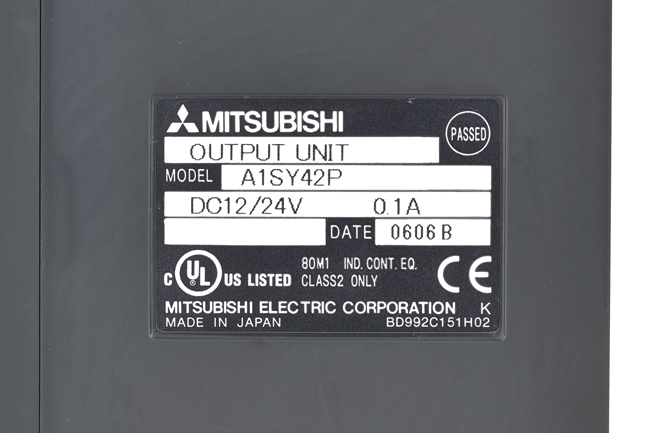 MITSUBISHI
PASSED
OUTPUT UNIT
MODEL A1SY42P
DC12/24V 0.1A
DATE 0606 B
C UL US LISTED 80M1 IND. CONT. EQ.
CLASS2 ONLY
CE
MITSUBISHI ELECTRIC CORPORATION K
MADE IN JAPAN BD992C151H02